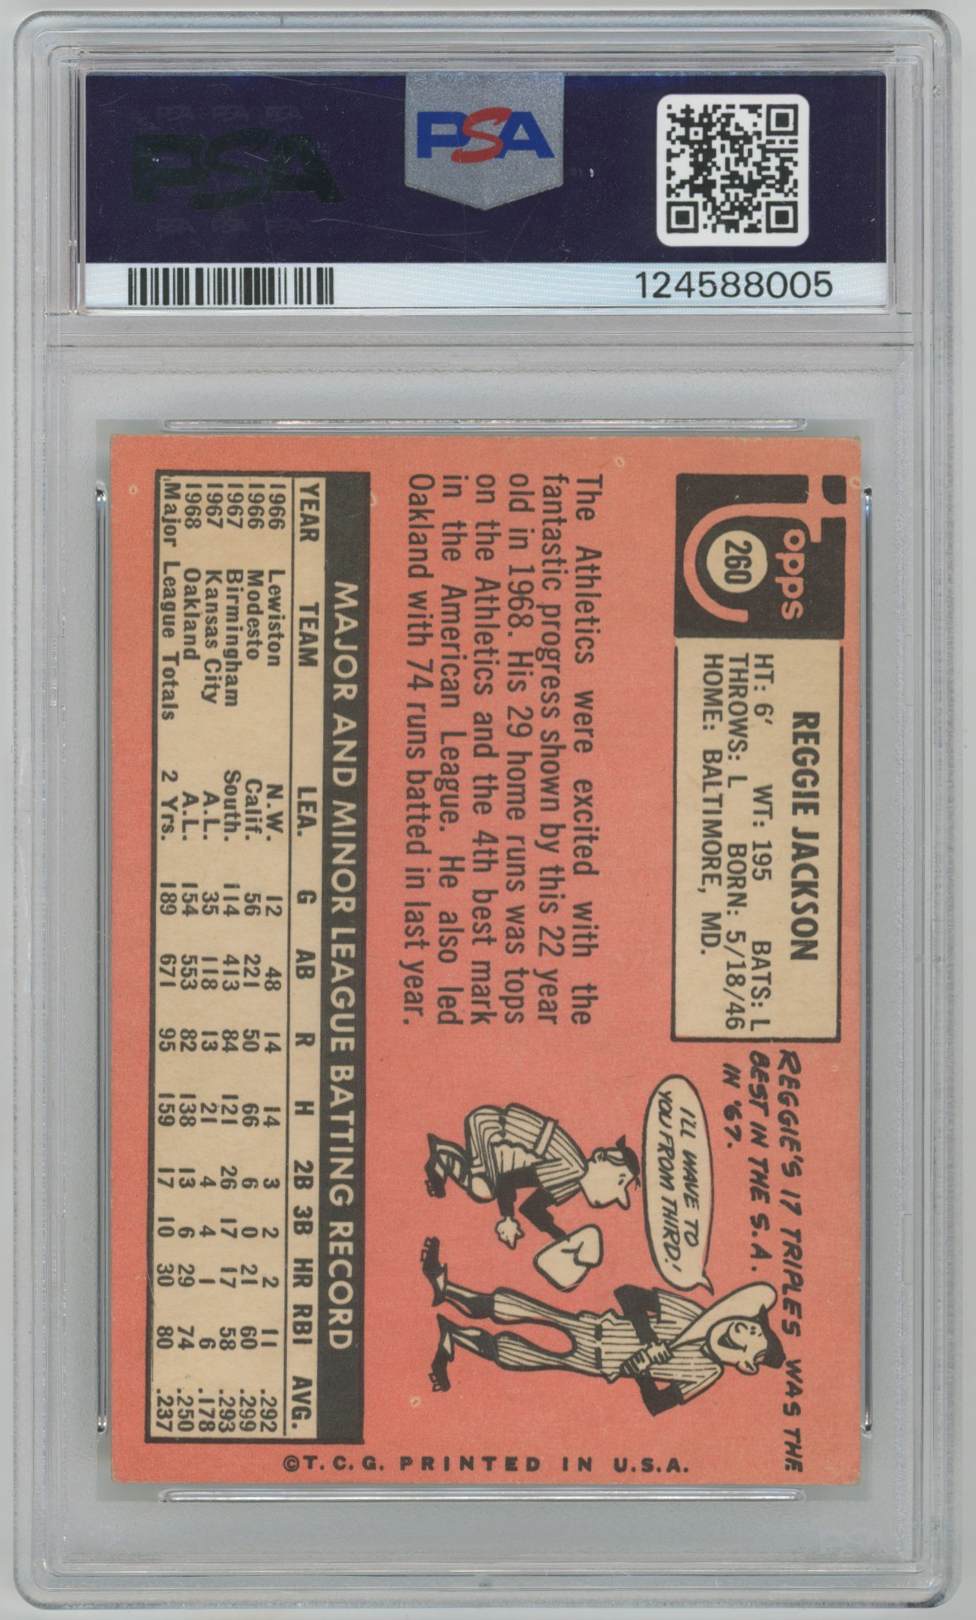 PSA
PSA
PSA PSA PSA
PSA PSA PSA
124588005
Topps
260
REGGIE JACKSON
HT: 6' WT: 195 BATS: L
THROWS: L BORN: 5/18/46
HOME: BALTIMORE, MD.
REGGIE'S 17 TRIPLES WAS THE
BEST IN THE S.A.
IN '67.
I'LL WAVE TO
YOU FROM THIRD!
The Athletics were excited with the
fantastic progress shown by this 22 year
old in 1968. His 29 home runs was tops
on the Athletics and the 4th best mark
in the American League. He also led
Oakland with 74 runs batted in last year.
MAJOR AND MINOR LEAGUE BATTING RECORD
YEAR TEAM LEA. G AB R H 2B 3B HR RBI AVG.
1966 Lewiston N.W. 12 48 14 14 3 2 2 11 .292
1966 Modesto Calif. 56 221 50 66 6 0 21 60 .299
1967 Birmingham South. 114 413 84 121 26 17 17 58 .293
1967 Kansas City A.L. 35 118 13 21 4 4 1 6 .178
1968 Oakland A.L. 154 553 82 138 13 6 29 74 .250
Major League Totals 2 Yrs. 189 671 95 159 17 10 30 80 .237
©T.C.G. PRINTED IN U.S.A.